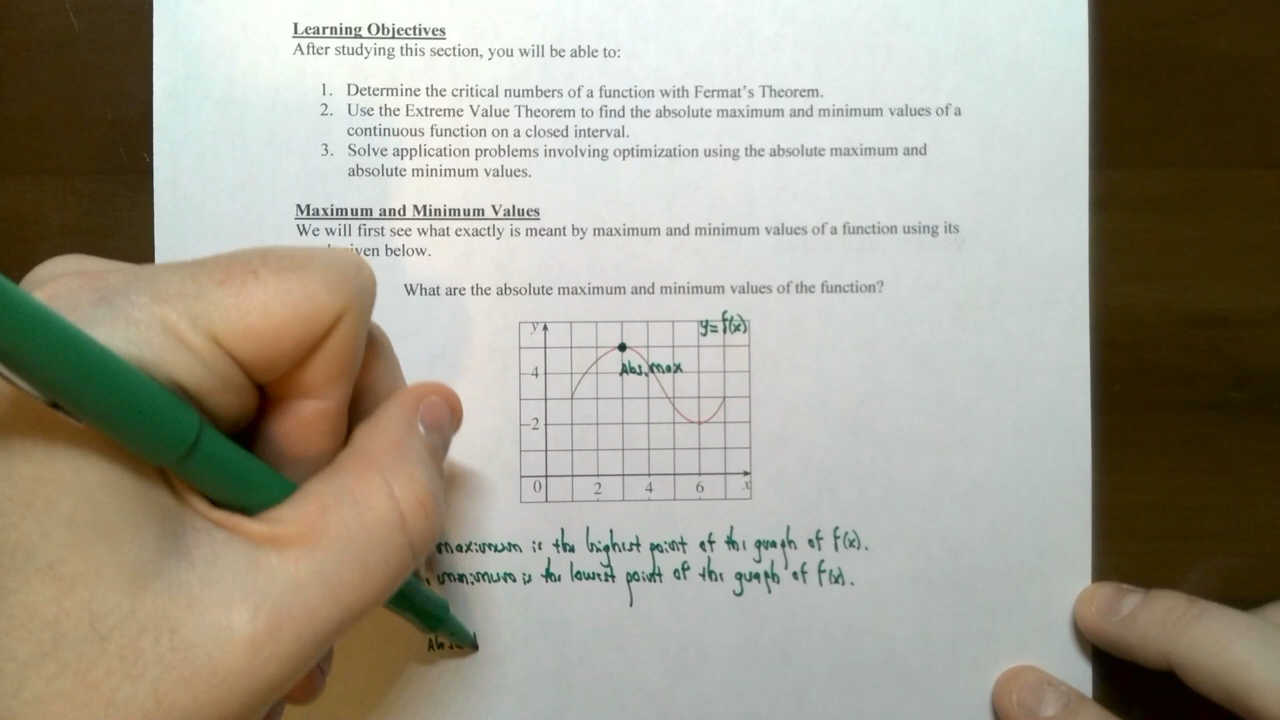 Learning Objectives
After studying this section, you will be able to:
1. Determine the critical numbers of a function with Fermat's Theorem.
2. Use the Extreme Value Theorem to find the absolute maximum and minimum values of a
continuous function on a closed interval.
3. Solve application problems involving optimization using the absolute maximum and
absolute minimum values.
Maximum and Minimum Values
We will first see what exactly is meant by maximum and minimum values of a function using its
below.
What are the absolute maximum and minimum values of the function?
y y=f(x)
4 Abs. max
2
0 2 4 6 x
maximum is the highest point of the graph of f(x).
minimum is the lowest point of the graph of f(x).